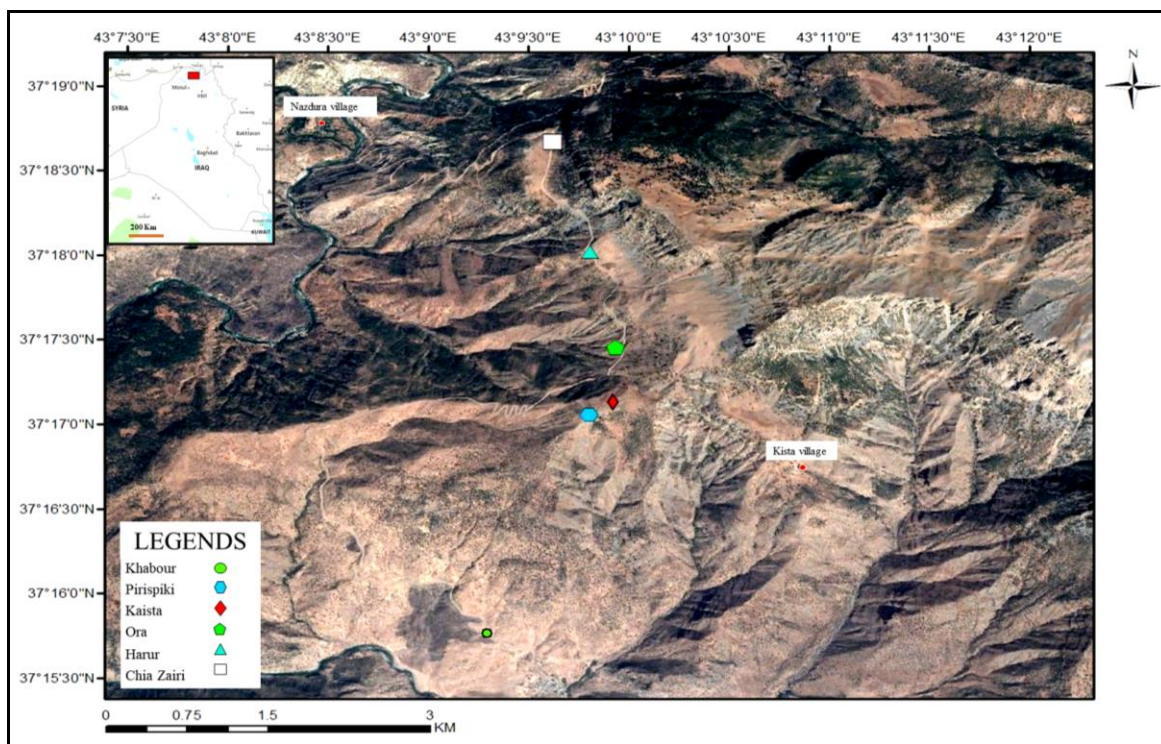 43°7'30"E 43°8'0"E 43°8'30"E 43°9'0"E 43°9'30"E 43°10'0"E 43°10'30"E 43°11'0"E 43°11'30"E 43°12'0"E
N
37°19'0"N
37°18'30"N
37°18'0"N
37°17'30"N
37°17'0"N
37°16'30"N
37°16'0"N
37°15'30"N
SYRIA
Mosul
Baghdad
IRAQ
KUWAIT
200 Km
Nazdura village
Kista village
LEGENDS
Khabour
Pirispiki
Kaista
Ora
Harur
Chia Zairi
0 0.75 1.5 3
KM